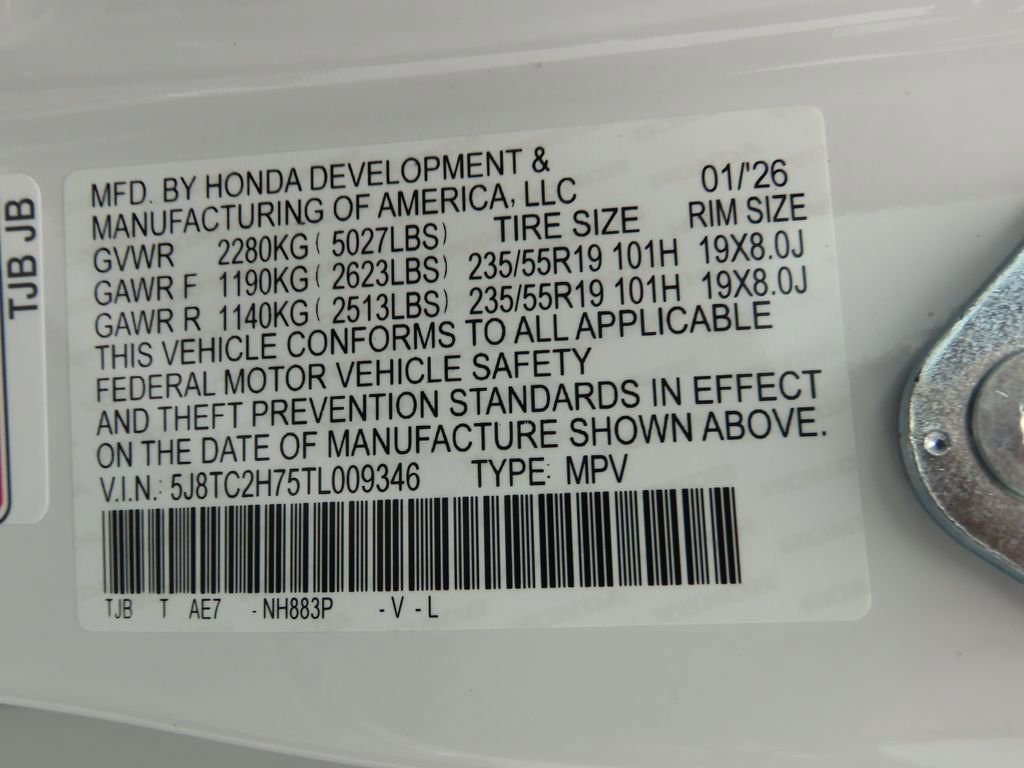 TJB JB
MFD. BY HONDA DEVELOPMENT & 01/'26
MANUFACTURING OF AMERICA, LLC TIRE SIZE RIM SIZE
GVWR 2280KG ( 5027LBS)
GAWR F 1190KG ( 2623LBS) 235/55R19 101H 19X8.0J
GAWR R 1140KG ( 2513LBS) 235/55R19 101H 19X8.0J
THIS VEHICLE CONFORMS TO ALL APPLICABLE
FEDERAL MOTOR VEHICLE SAFETY
AND THEFT PREVENTION STANDARDS IN EFFECT
ON THE DATE OF MANUFACTURE SHOWN ABOVE.
V.I.N.: 5J8TC2H75TL009346 TYPE: MPV
TJB T AE7 -NH883P -V -L